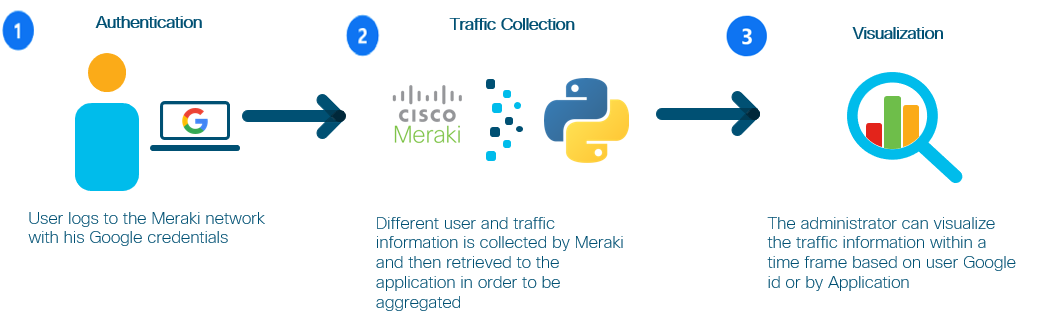 1
Authentication
G
User logs to the Meraki network
with his Google credentials
2
Traffic Collection
CISCO
Meraki
Different user and traffic
information is collected by Meraki
and then retrieved to the
application in order to be
aggregated
3
Visualization
The administrator can visualize
the traffic information within a
time frame based on user Google
id or by Application